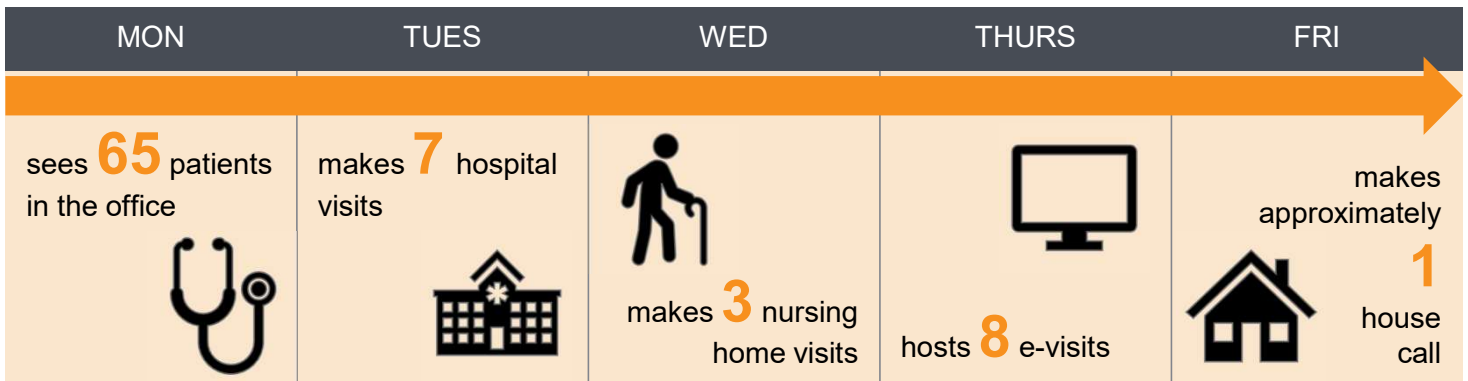 MON
TUES
WED
THURS
FRI
sees 65 patients
in the office
makes 7 hospital
visits
makes 3 nursing
home visits
hosts 8 e-visits
makes
approximately
1
house
call